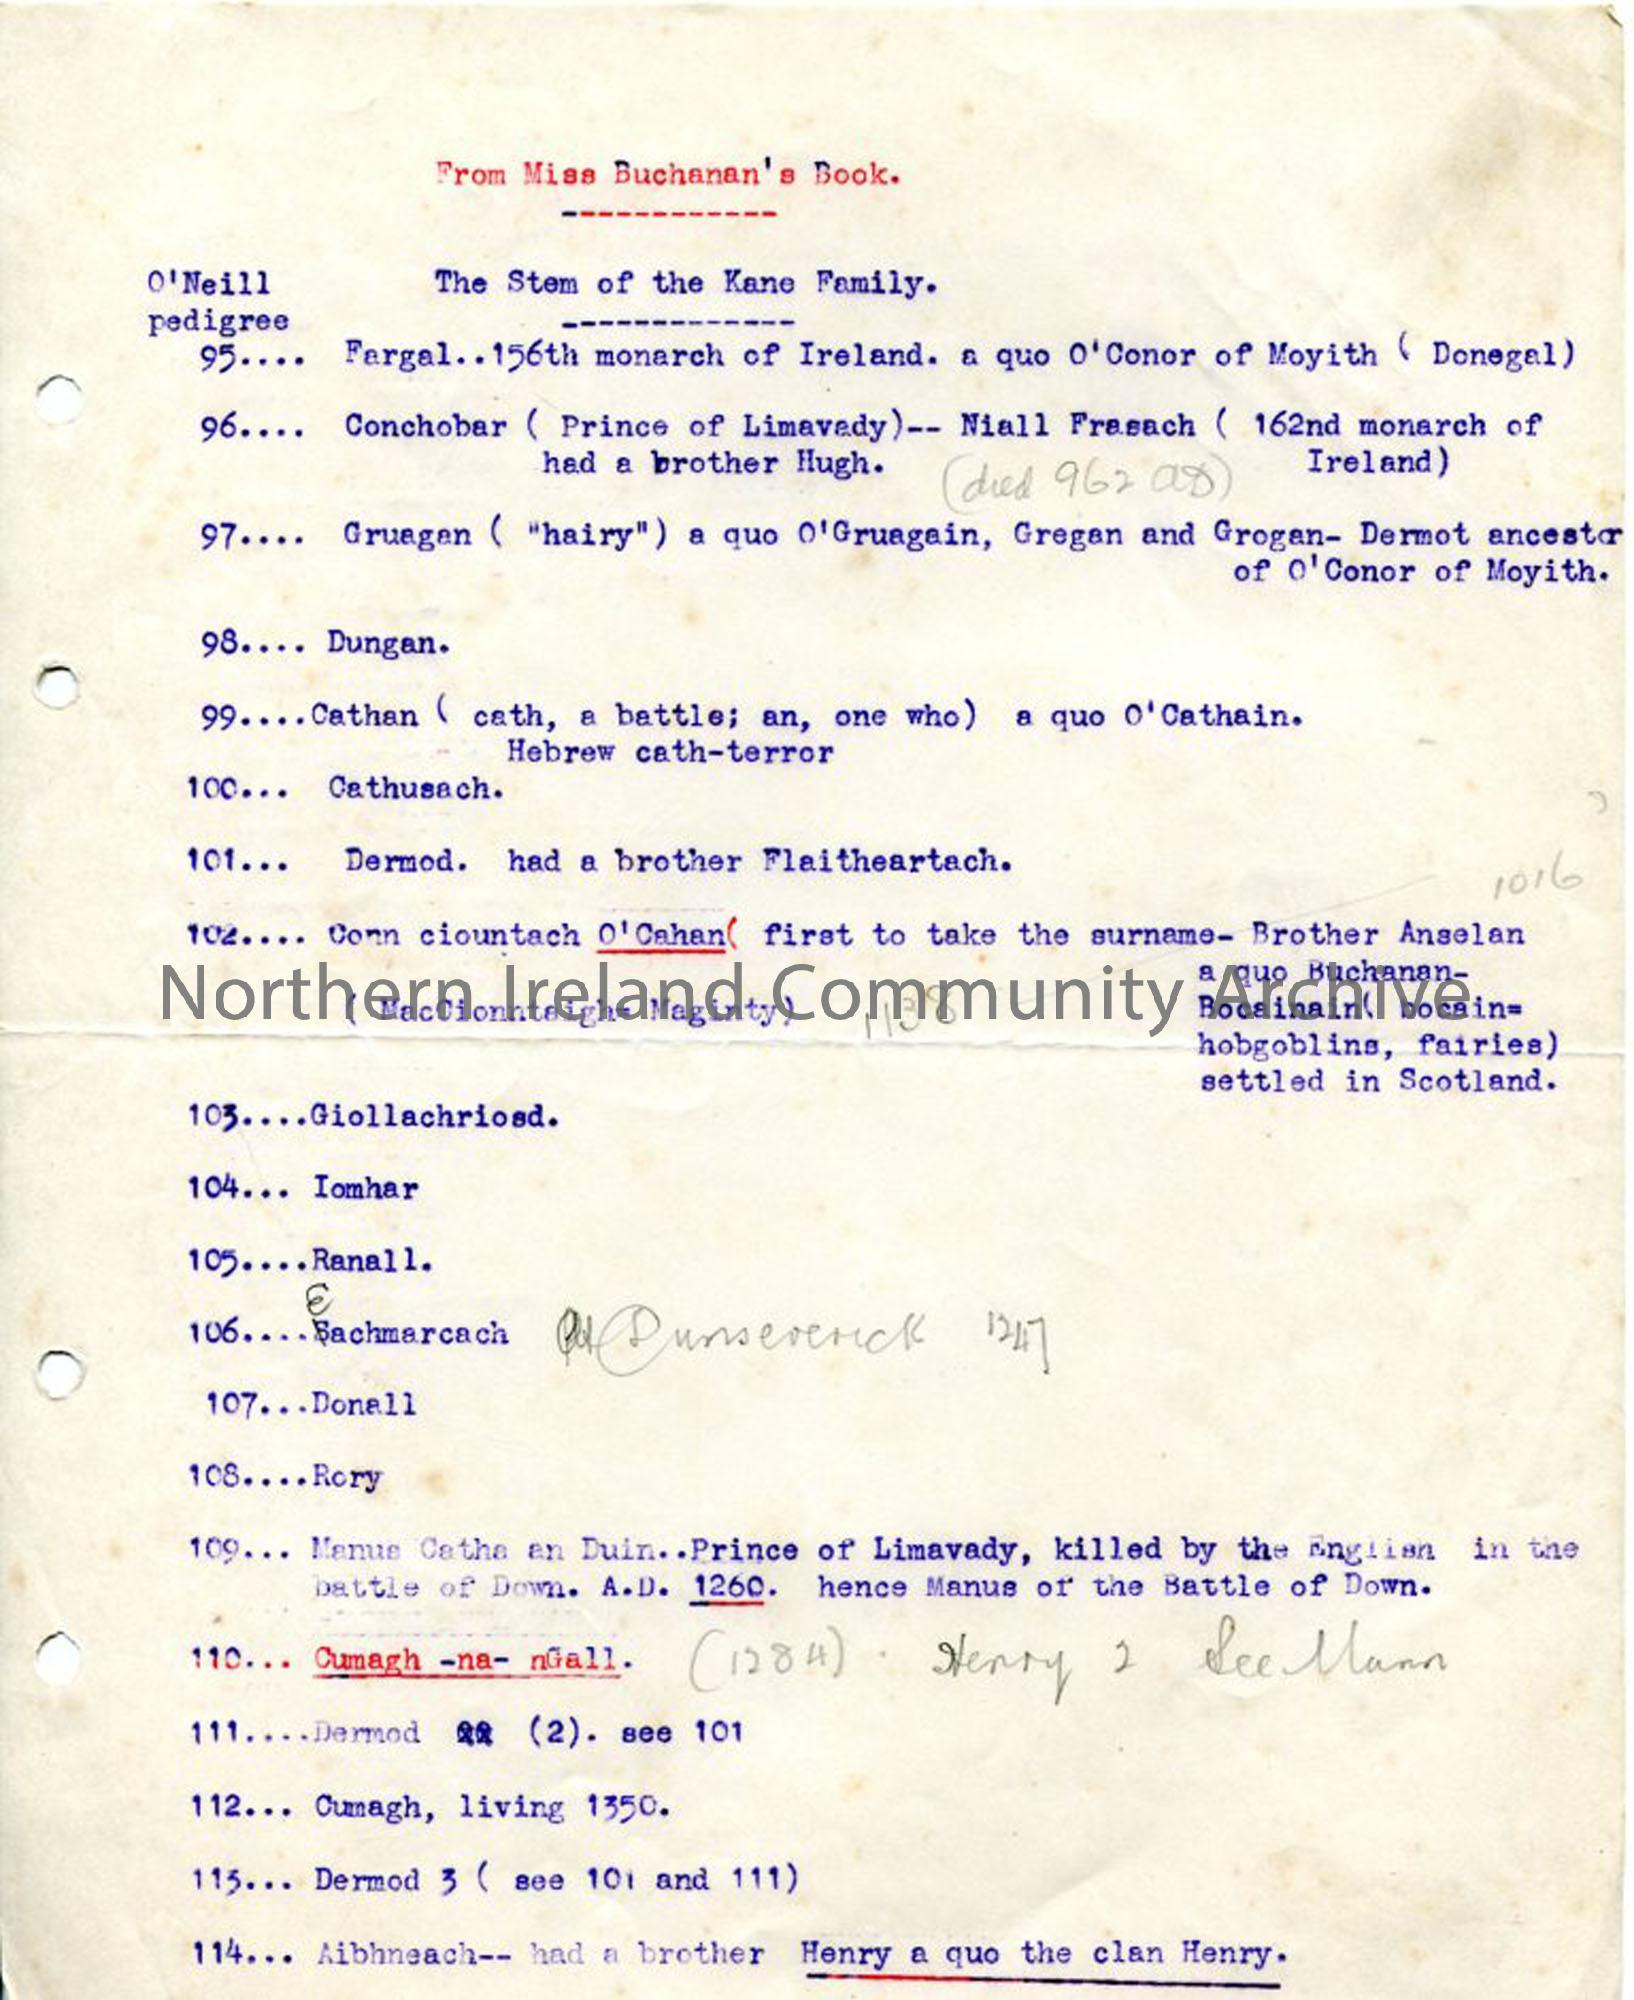 From Miss Buchanan's Book.
------------
O'Neill The Stem of the Kane Family.
pedigree -------------
95.... Fargal..156th monarch of Ireland. a quo O'Conor of Moyith ( Donegal)
96.... Conchobar ( Prince of Limavady)-- Niall Frasach ( 162nd monarch of
had a brother Hugh. (died 962 AD) Ireland)
97.... Gruagan ( "hairy") a quo O'Gruagain, Gregan and Grogan- Dermot ancestor
of O'Conor of Moyith.
98.... Dungan.
99....Cathan ( cath, a battle; an, one who) a quo O'Cathain.
Hebrew cath-terror
100... Cathusach.
101... Dermod. had a brother Flaitheartach.
1016
102.... Conn ciountach O'Cahan( first to take the surname- Brother Anselan
a quo Buchanan-
Northern Ireland Community Archive
( MacCionntaigh= Maginty) 1138 Bocainain( bocain=
hobgoblins, fairies)
settled in Scotland.
103....Giollachriosd.
104... Iomhar
105....Ranall.
E
106....Eachmarcach Dunseverick 1247
107...Donall
108....Rory
109... Manus Catha an Duin..Prince of Limavady, killed by the English in the
battle of Down. A.D. 1260. hence Manus of the Battle of Down.
110... Cumagh -na- nGall. (1284) . Henry 2 See Mann
111....Dermod (2). see 101
112... Cumagh, living 1350.
113... Dermod 3 ( see 101 and 111)
114... Aibhneach-- had a brother Henry a quo the clan Henry.